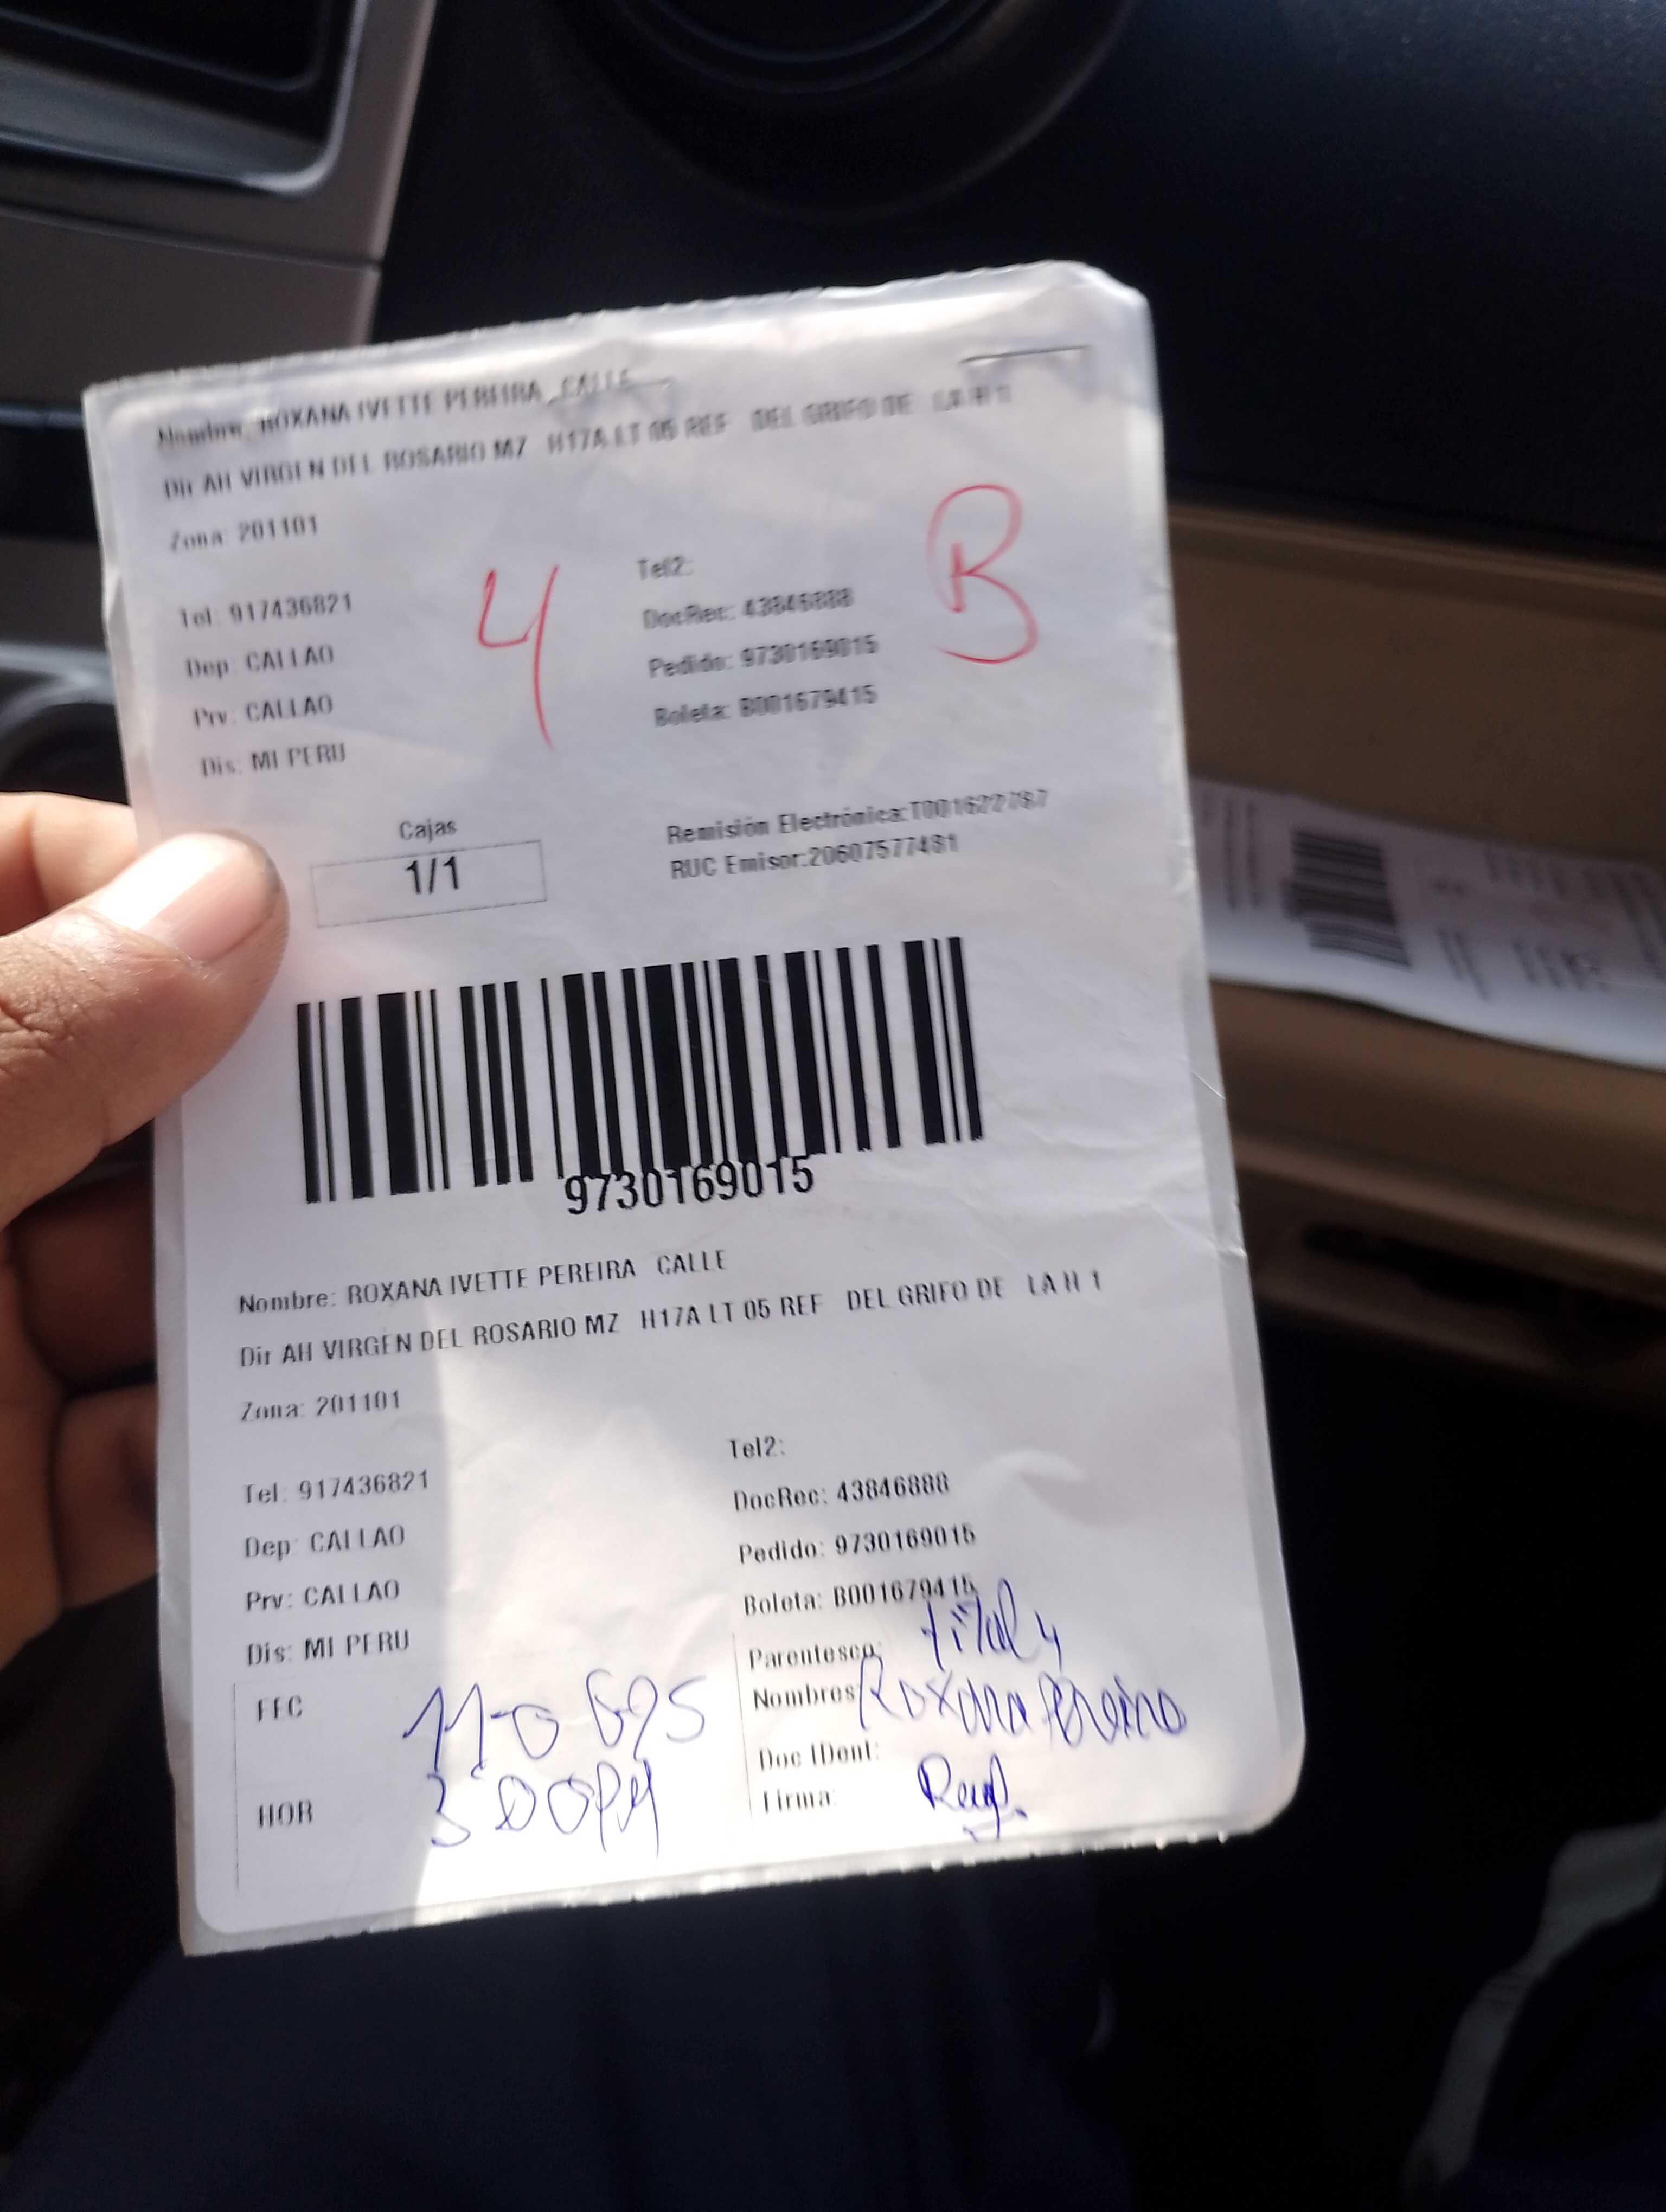 Nombre: ROXANA IVETTE PEREIRA CALLE
Dir AH VIRGEN DEL ROSARIO MZ H17A LT 05 REF DEL GRIFO DE LA H 1
Zona: 201101
4
B
Tel2:
Tel: 917436821
DocRec: 43846888
Dep: CALLAO
Pedido: 9730169015
Prv: CALLAO
Boleta: B001679415
Dis: MI PERU
Cajas
1/1
Remisión Electrónica:T001622787
RUC Emisor:20607577481
9730169015
Nombre: ROXANA IVETTE PEREIRA CALLE
Dir AH VIRGEN DEL ROSARIO MZ H17A LT 05 REF DEL GRIFO DE LA H 1
Zona: 201101
Tel2:
Tel: 917436821
DocRec: 43846888
Dep: CALLAO
Pedido: 9730169015
Prv: CALLAO
Boleta: B001679415
Dis: MI PERU
Parentesco:
FEC
Nombres Roxana
Doc IDent:
HOR 3:00PM
Firma: